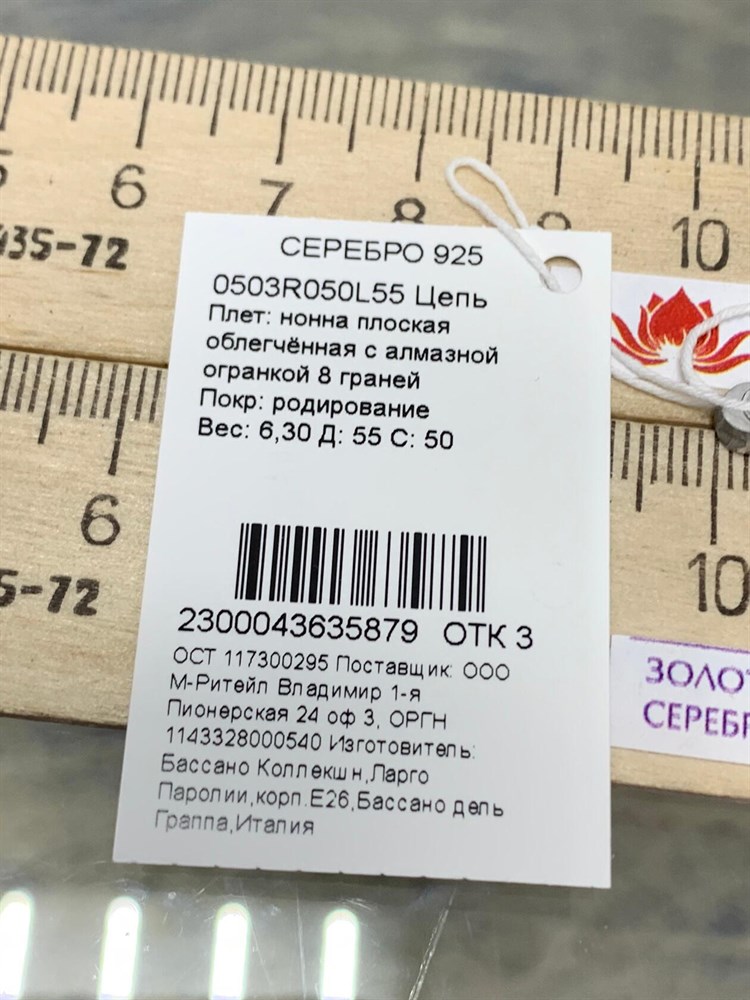 5 6 7 8 9 10
435-72
СЕРЕБРО 925
0503R050L55 Цепь
Плет: нонна плоская
облегчённая с алмазной
огранкой 8 граней
Покр: родирование
Вес: 6,30 Д: 55 С: 50
6 10
5-72
2300043635879 ОТК 3
ОСТ 117300295 Поставщик: ООО
М-Ритейл Владимир 1-я
Пионерская 24 оф 3, ОРГН
1143328000540 Изготовитель:
Бассано Коллекшн,Ларго
Паролии,корп.Е26,Бассано дель
Граппа,Италия
ЗОЛОТ
СЕРЕБР